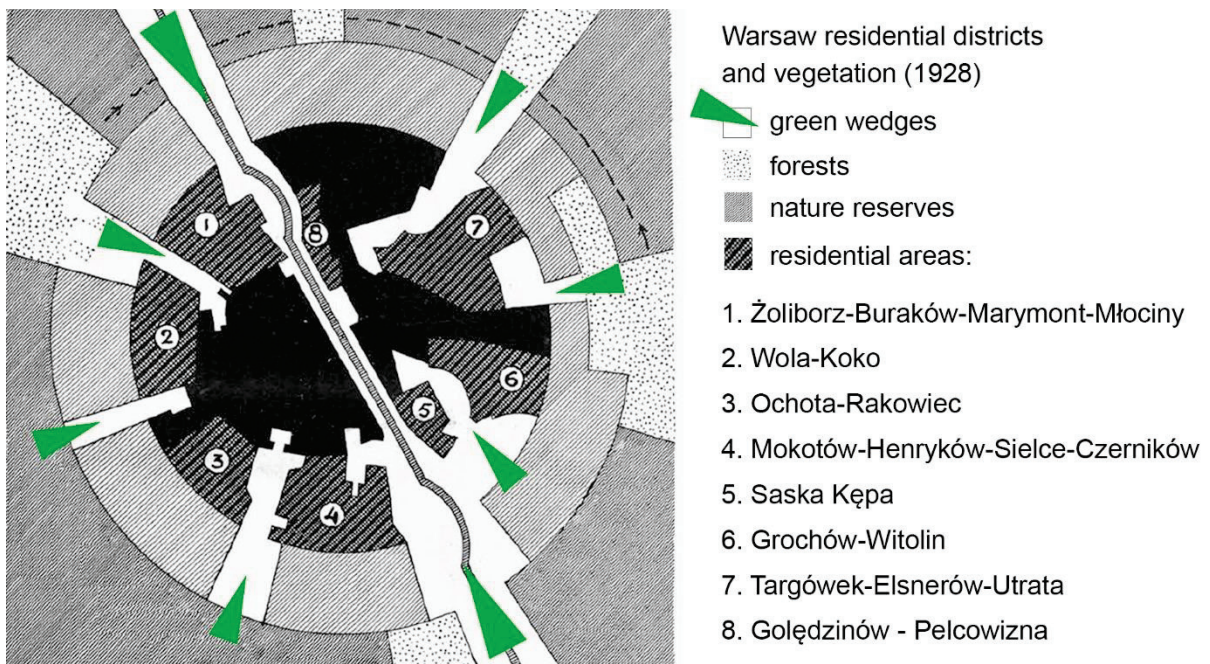 Warsaw residential districts
and vegetation (1928)
green wedges
forests
nature reserves
residential areas:
1. Żoliborz-Buraków-Marymont-Młociny
2. Wola-Koko
3. Ochota-Rakowiec
4. Mokotów-Henryków-Sielce-Czerników
5. Saska Kępa
6. Grochów-Witolin
7. Targówek-Elsnerów-Utrata
8. Golędzinów - Pelcowizna
1
8
7
2
6
5
3
4